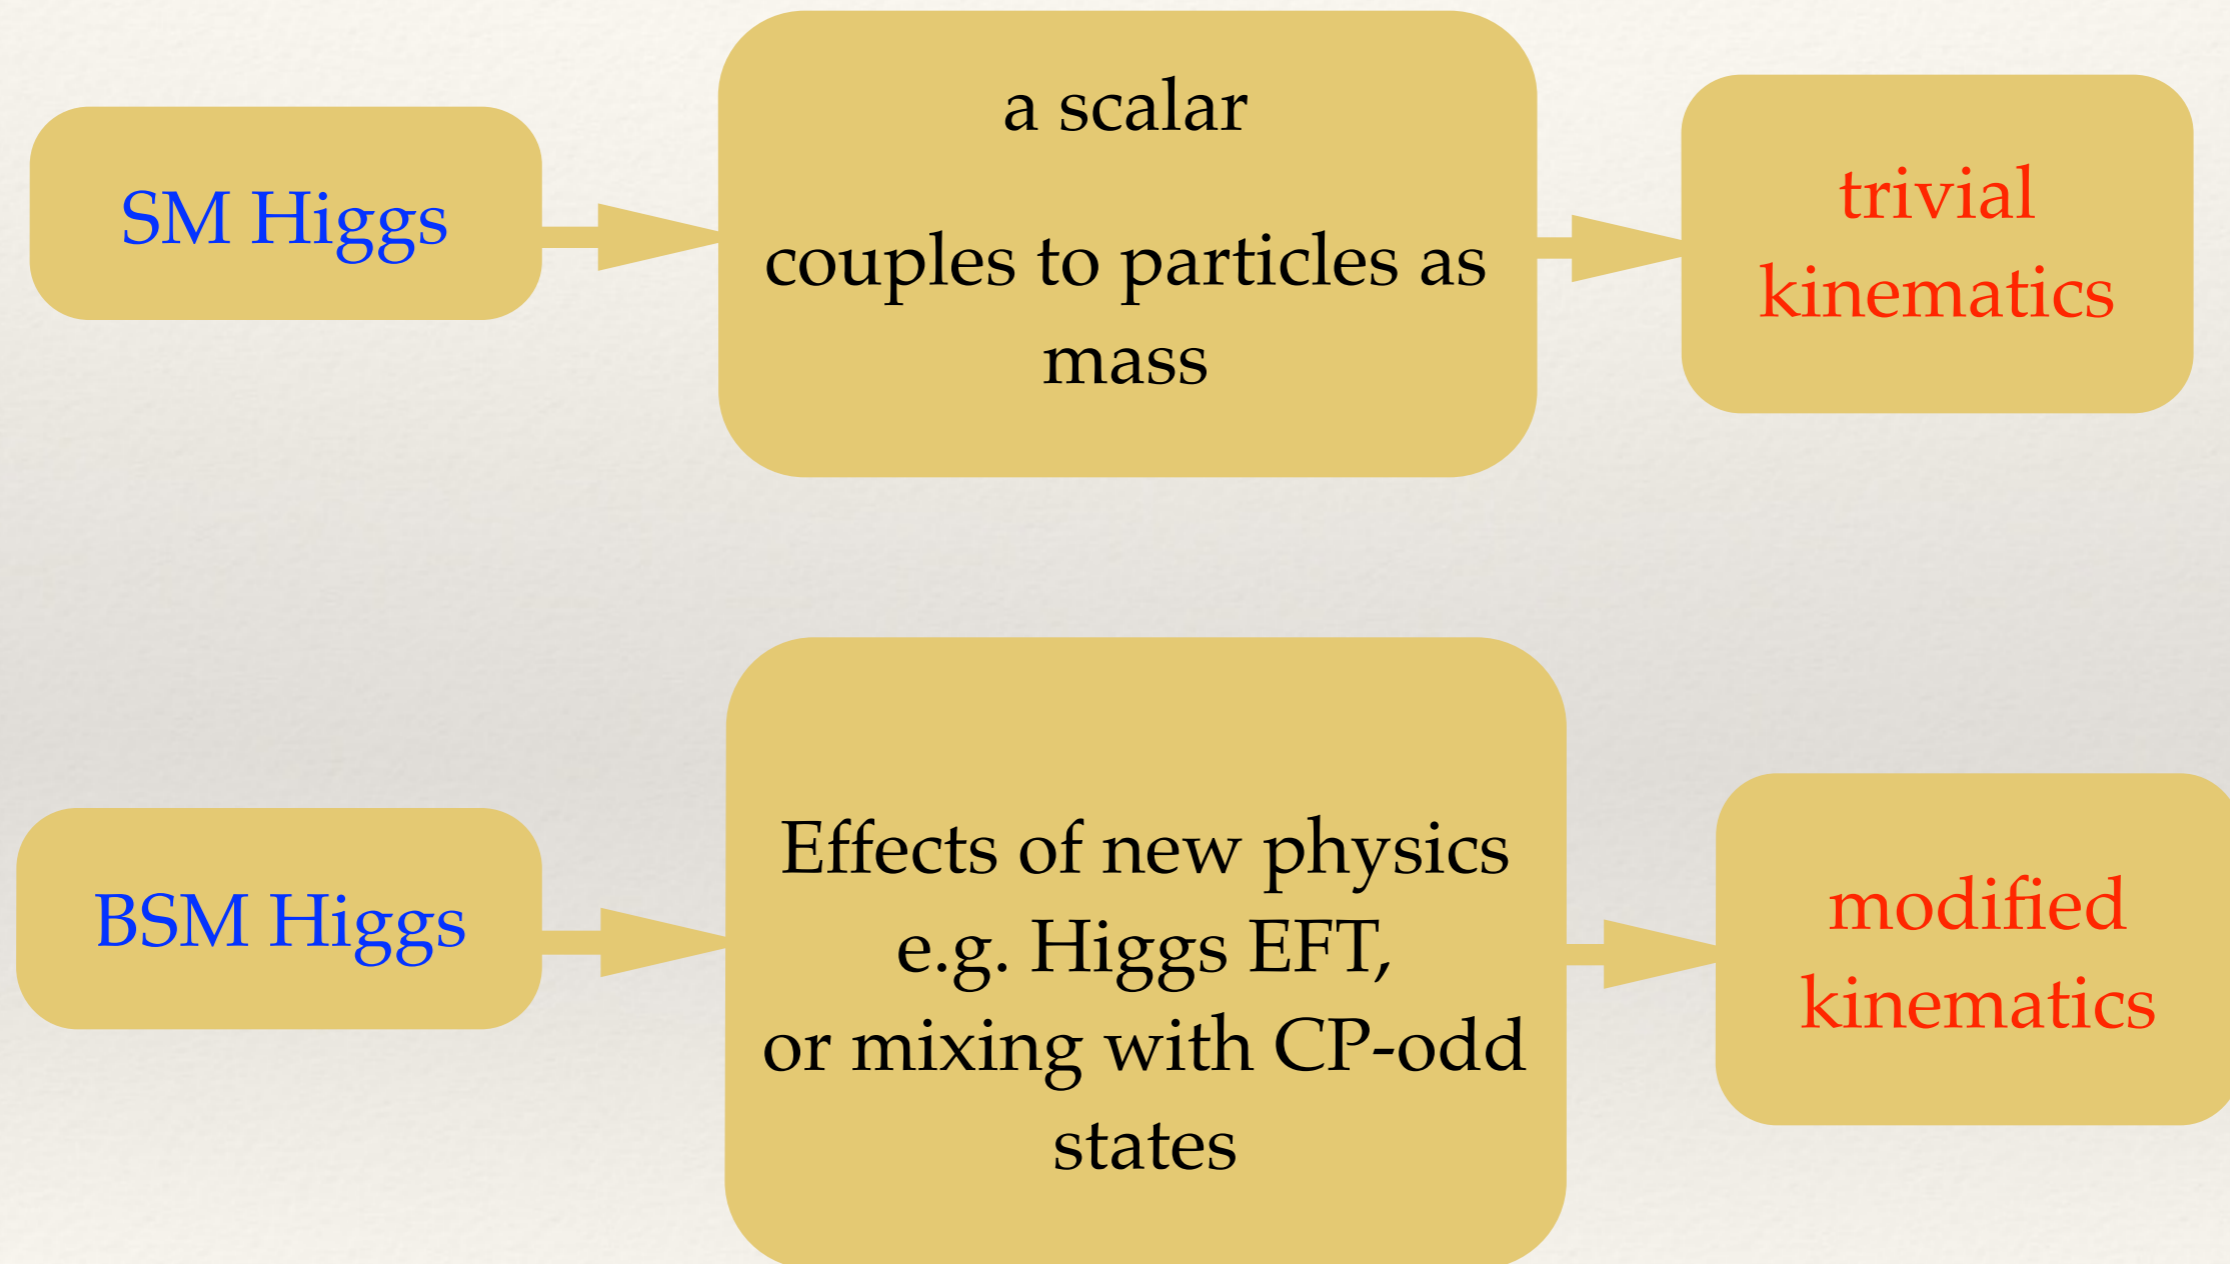 SM Higgs
a scalar
couples to particles as
mass
trivial
kinematics
BSM Higgs
Effects of new physics
e.g. Higgs EFT,
or mixing with CP-odd
states
modified
kinematics